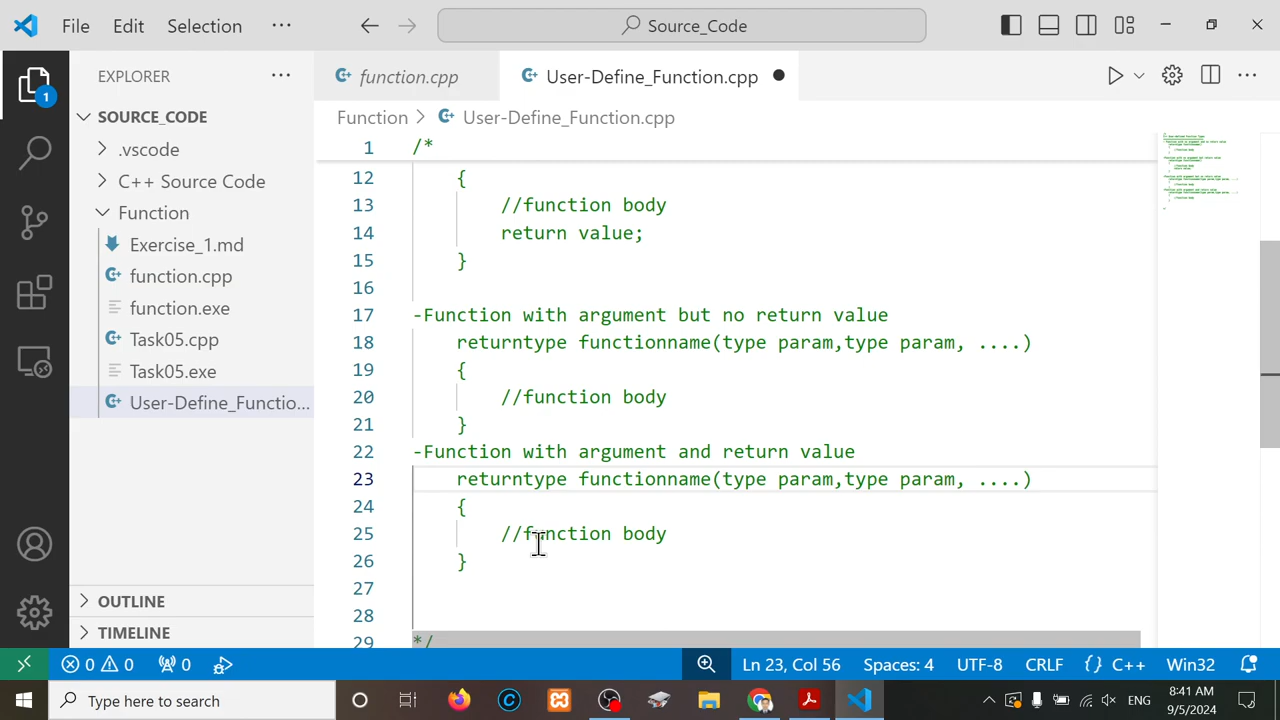 File Edit Selection ··· Source_Code
EXPLORER ···
SOURCE_CODE
.vscode
C++ Source Code
Function
Exercise_1.md
function.cpp
function.exe
Task05.cpp
Task05.exe
User-Define_Functio...
OUTLINE
TIMELINE
1
function.cpp User-Define_Function.cpp
Function > User-Define_Function.cpp
1 /*
12 {
13 //function body
14 return value;
15 }
16
17 -Function with argument but no return value
18 returntype functionname(type param,type param, ....)
19 {
20 //function body
21 }
22 -Function with argument and return value
23 returntype functionname(type param,type param, ....)
24 {
25 //function body
26 }
27
28
29 */
0 0 0 Ln 23, Col 56 Spaces: 4 UTF-8 CRLF {} C++ Win32
Type here to search ENG 8:41 AM
9/5/2024